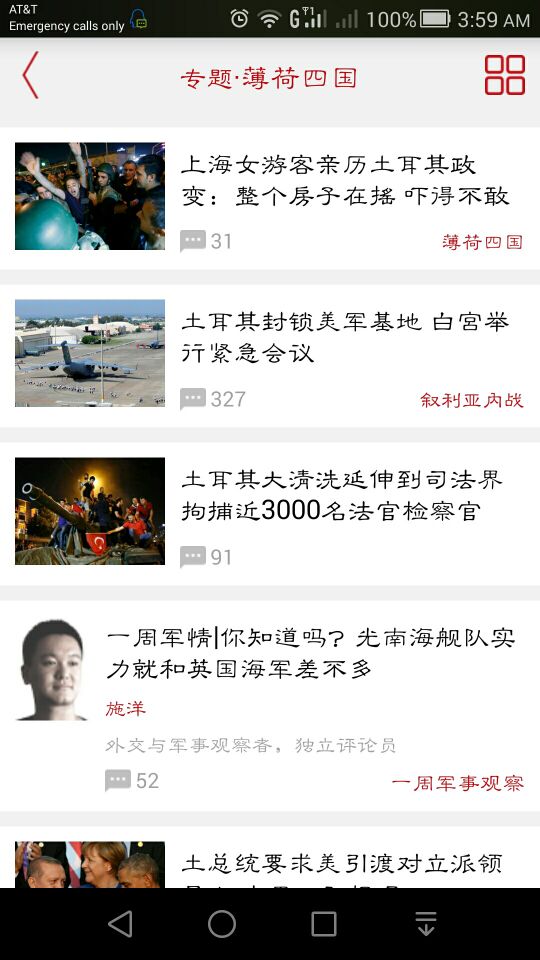 AT&T
Emergency calls only
G
100%
3:59 AM
专题·薄荷四国
上海女游客亲历土耳其政
变：整个房子在摇 吓得不敢
31
薄荷四国
土耳其封锁美军基地 白宫举
行紧急会议
327
叙利亚内战
土耳其大清洗延伸到司法界
拘捕近3000名法官检察官
91
一周军情|你知道吗？光南海舰队实
力就和英国海军差不多
施洋
外交与军事观察者，独立评论员
52
一周军事观察
土总统要求美引渡对立派领